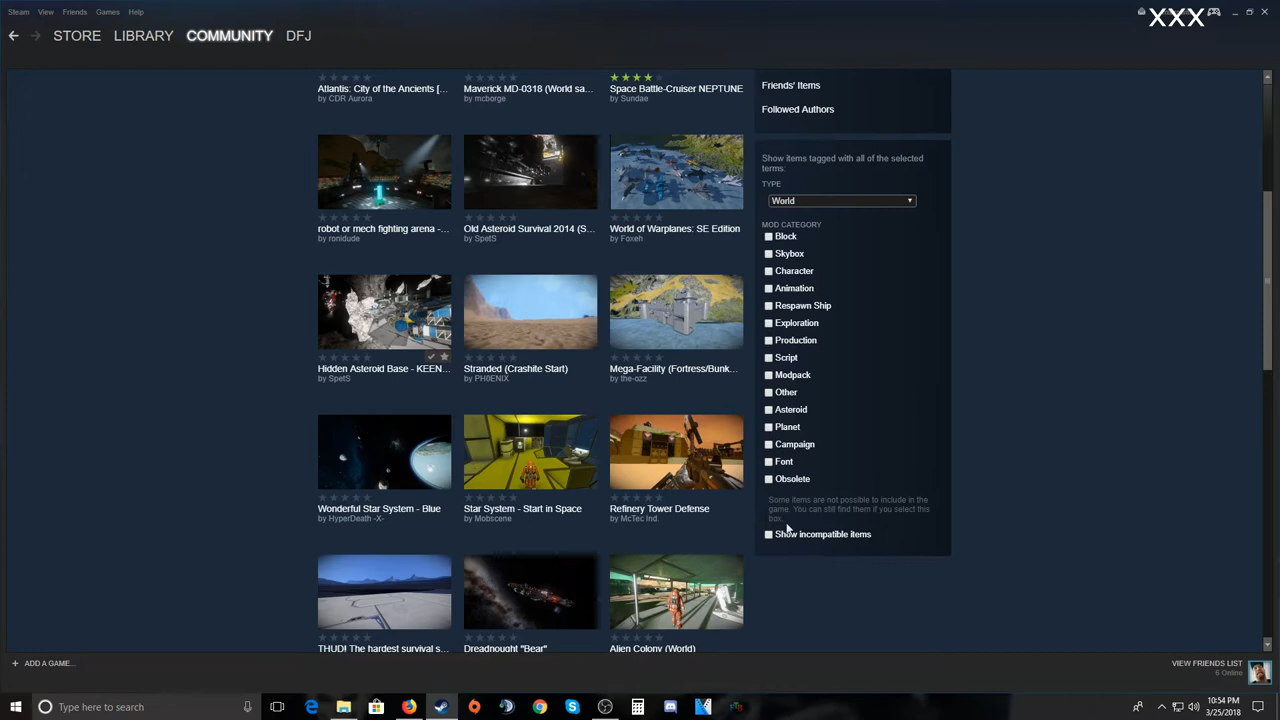 Steam View Friends Games Help
XXX
STORE LIBRARY COMMUNITY DFJ
Atlantis: City of the Ancients [...
by CDR Aurora
Maverick MD-0318 (World sa...
by mcborge
Space Battle-Cruiser NEPTUNE
by Sundae
robot or mech fighting arena -...
by ronidude
Old Asteroid Survival 2014 (S...
by SpetS
World of Warplanes: SE Edition
by Foxeh
Hidden Asteroid Base - KEEN...
by SpetS
Stranded (Crashite Start)
by PH0ENIX
Mega-Facility (Fortress/Bunk...
by the-ozz
Wonderful Star System - Blue
by HyperDeath -X-
Star System - Start in Space
by Mobscene
Refinery Tower Defense
by McTec Ind.
THUD! The hardest survival s...
Dreadnought "Bear"
Alien Colony (World)
Friends' Items
Followed Authors
Show items tagged with all of the selected
terms:
TYPE
World
MOD CATEGORY
Block
Skybox
Character
Animation
Respawn Ship
Exploration
Production
Script
Modpack
Other
Asteroid
Planet
Campaign
Font
Obsolete
Some items are not possible to include in the
game. You can still find them if you select this
box.
Show incompatible items
+ ADD A GAME...
VIEW FRIENDS LIST
6 Online
Type here to search
10:54 PM
3/25/2018